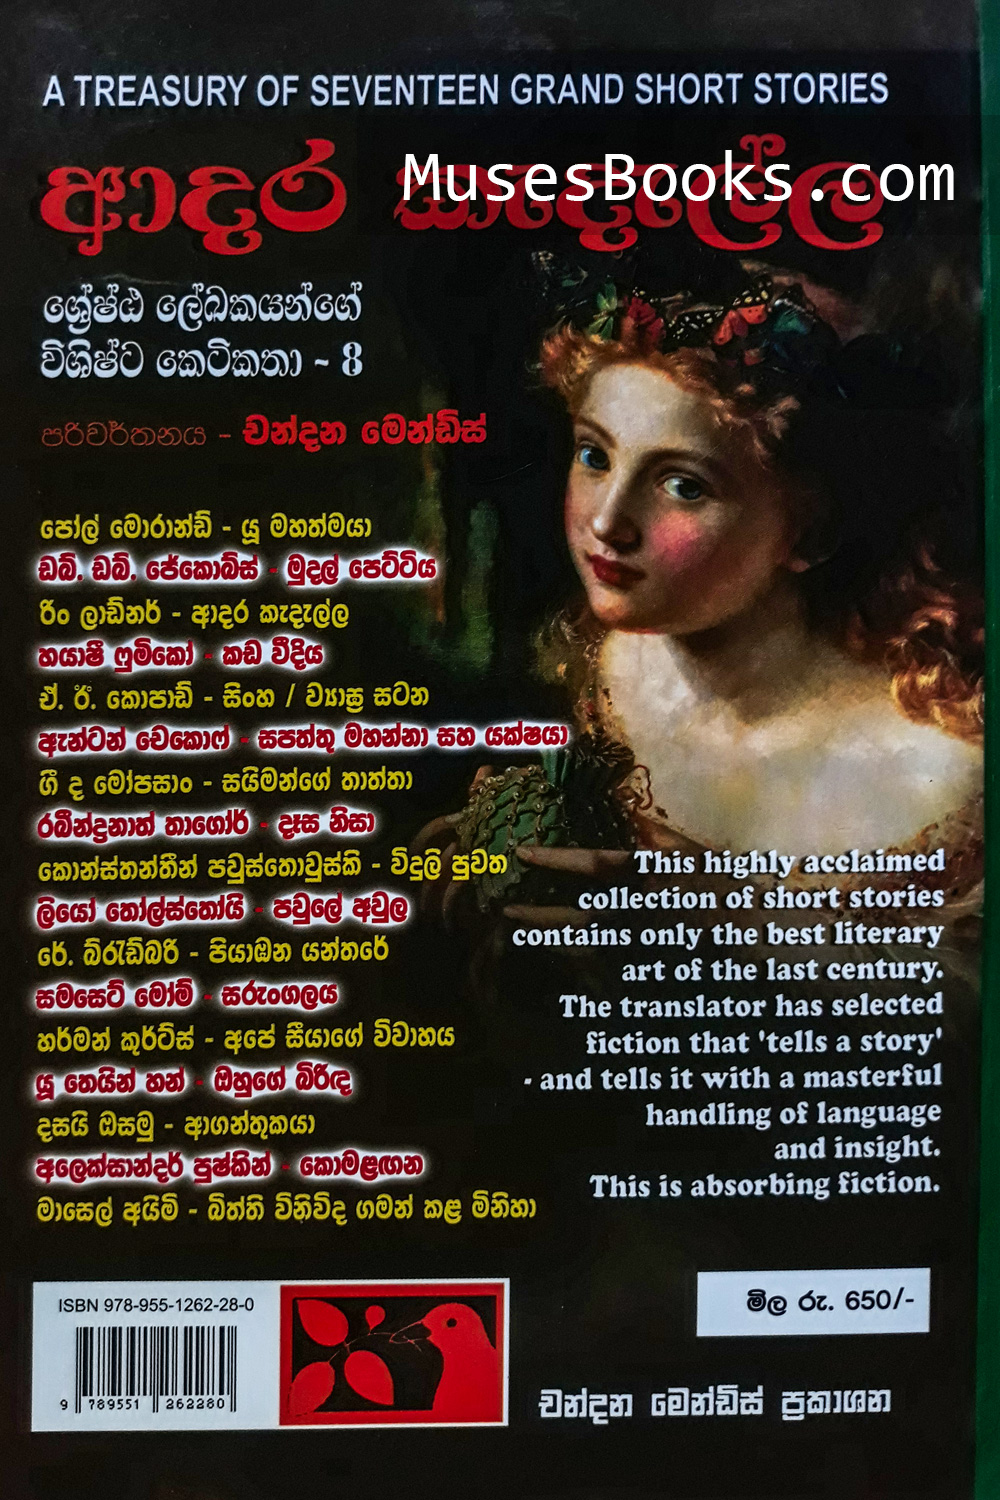 A TREASURY OF SEVENTEEN GRAND SHORT STORIES
ආදර
MusesBooks.com
ශ්‍රේෂ්ඨ ලේඛකයන්ගේ
විශිෂ්ට කෙටිකතා ~ 8
පරිවර්තනය - චන්දන මෙන්ඩිස්
පෝල් මොරාන්ඩ් - යූ මහත්මයා
ඩබ්. ඩබ්. ජේකොබ්ස් - මුදල් පෙට්ටිය
රිං ලාඩ්නර් - ආදර කැදැල්ල
හයාෂි ෆුමිකෝ - කඩ වීදිය
ඒ. ඊ. කොපාඩ් - සිංහ / ව්‍යාඝ්‍ර සටන
ඇන්ටන් චෙකොෆ් - සපත්තු මහන්නා සහ යක්ෂයා
ගී ද මෝපසාං - සයිමන්ගේ තාත්තා
රබීන්ද්‍රනාත් තාගෝර් - දෑස නිසා
කොන්ස්තන්තීන් පවුස්තොවුස්කි - විදුලි පුවත
ලියෝ තෝල්ස්තෝයි - පවුලේ අවුල
රේ. බ්රැඩ්බරි - පියාඹන යන්තරේ
සමසෙට් මෝම් - සරුංගලය
හර්මන් කුර්ට්ස් - අපේ සීයාගේ විවාහය
යූ තෙයින් හන් - ඔහුගේ බිරිඳ
දසයි ඔසමු - ආගන්තුකයා
අලෙක්සාන්දර් පුෂ්කින් - කොමළඟන
මාසෙල් අයිමි - බිත්ති විනිවිද ගමන් කළ මිනිහා
This highly acclaimed
collection of short stories
contains only the best literary
art of the last century.
The translator has selected
fiction that 'tells a story'
- and tells it with a masterful
handling of language
and insight.
This is absorbing fiction.
ISBN 978-955-1262-28-0
9 789551 262280
මිල රු. 650/-
චන්දන මෙන්ඩිස් ප්‍රකාශන